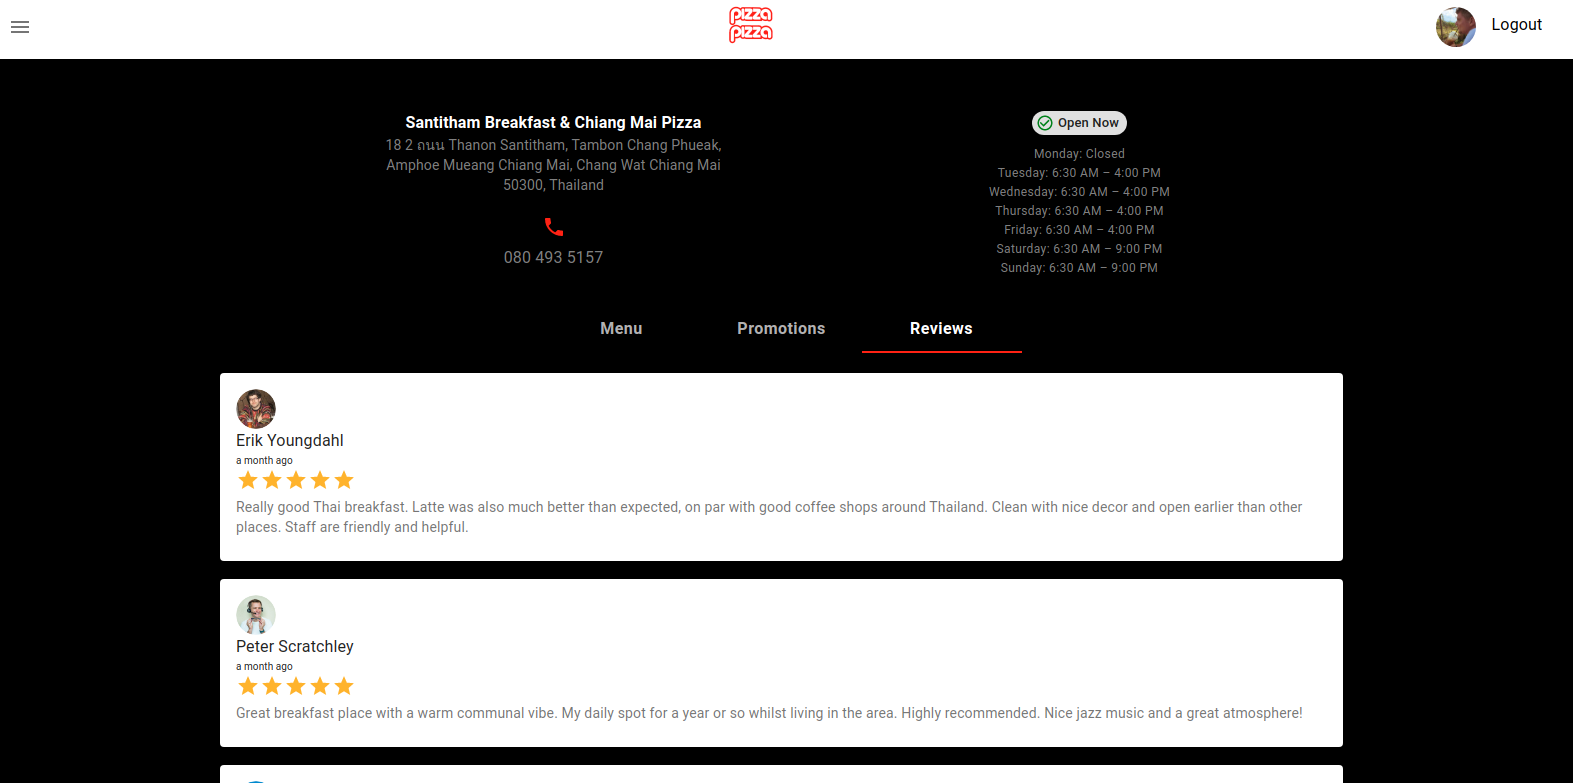 pizza
pizza
Logout
Santitham Breakfast & Chiang Mai Pizza
18 2 ถนน Thanon Santitham, Tambon Chang Phueak,
Amphoe Mueang Chiang Mai, Chang Wat Chiang Mai
50300, Thailand
080 493 5157
Open Now
Monday: Closed
Tuesday: 6:30 AM – 4:00 PM
Wednesday: 6:30 AM – 4:00 PM
Thursday: 6:30 AM – 4:00 PM
Friday: 6:30 AM – 4:00 PM
Saturday: 6:30 AM – 9:00 PM
Sunday: 6:30 AM – 9:00 PM
Menu Promotions Reviews
Erik Youngdahl
a month ago
Really good Thai breakfast. Latte was also much better than expected, on par with good coffee shops around Thailand. Clean with nice decor and open earlier than other
places. Staff are friendly and helpful.
Peter Scratchley
a month ago
Great breakfast place with a warm communal vibe. My daily spot for a year or so whilst living in the area. Highly recommended. Nice jazz music and a great atmosphere!